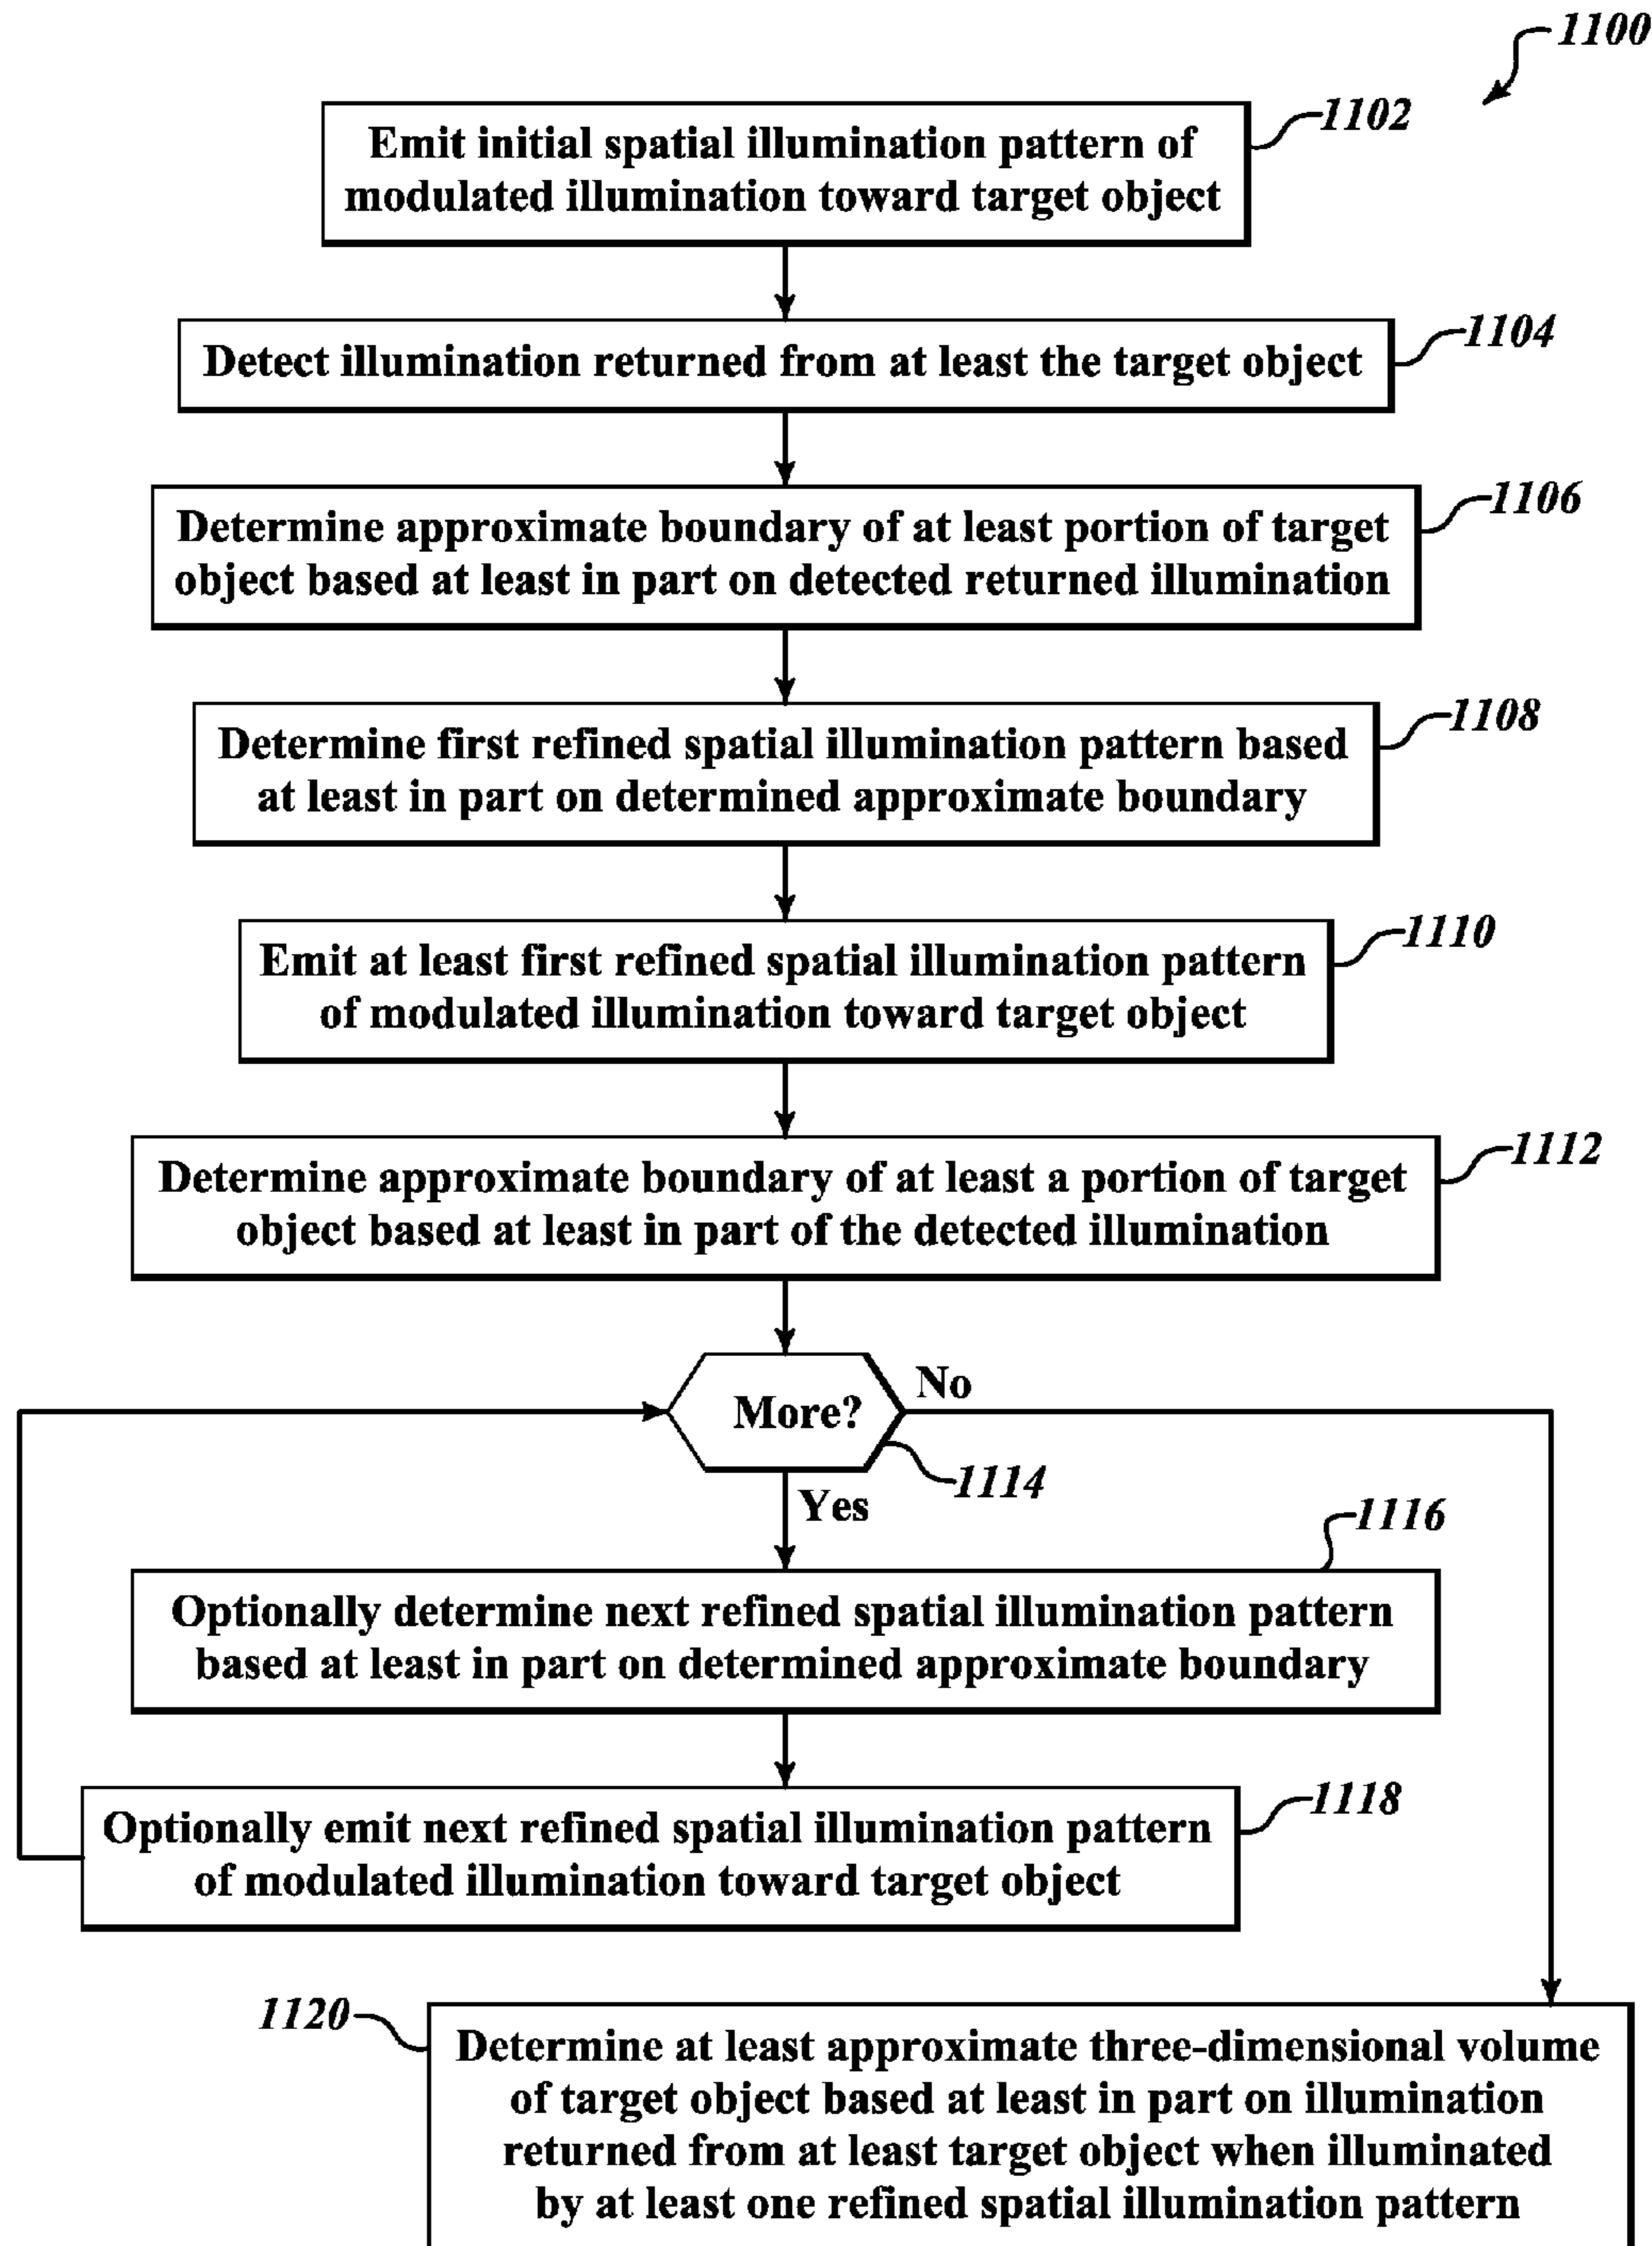 1100
1102
Emit initial spatial illumination pattern of
modulated illumination toward target object
1104
Detect illumination returned from at least the target object
1106
Determine approximate boundary of at least portion of target
object based at least in part on detected returned illumination
1108
Determine first refined spatial illumination pattern based
at least in part on determined approximate boundary
1110
Emit at least first refined spatial illumination pattern
of modulated illumination toward target object
1112
Determine approximate boundary of at least a portion of target
object based at least in part of the detected illumination
More?
No
1114
Yes
1116
Optionally determine next refined spatial illumination pattern
based at least in part on determined approximate boundary
1118
Optionally emit next refined spatial illumination pattern
of modulated illumination toward target object
1120
Determine at least approximate three-dimensional volume
of target object based at least in part on illumination
returned from at least target object when illuminated
by at least one refined spatial illumination pattern